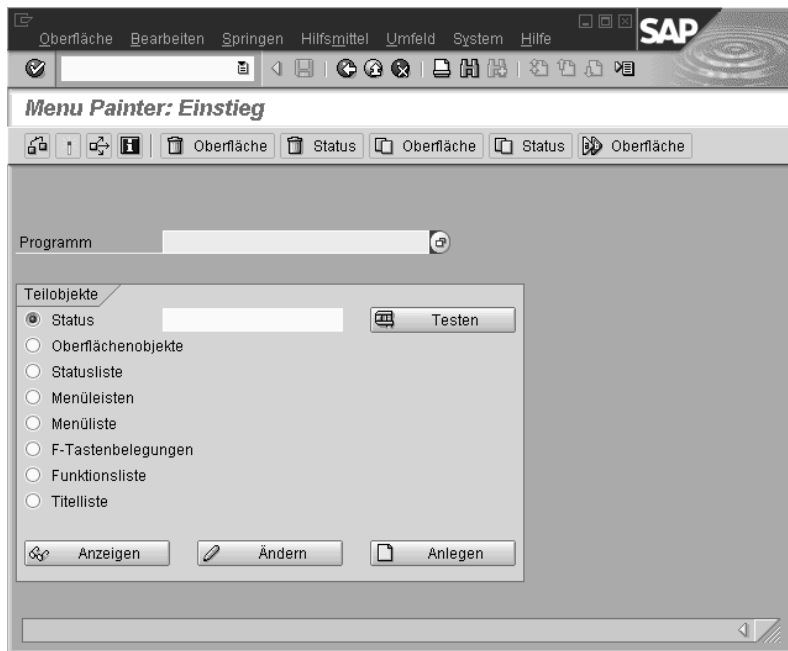 Oberfläche Bearbeiten Springen Hilfsmittel Umfeld System Hilfe
SAP
Menu Painter: Einstieg
Oberfläche Status Oberfläche Status Oberfläche
Programm
Teilobjekte
Status Testen
Oberflächenobjekte
Statusliste
Menüleisten
Menüliste
F-Tastenbelegungen
Funktionsliste
Titelliste
Anzeigen Ändern Anlegen